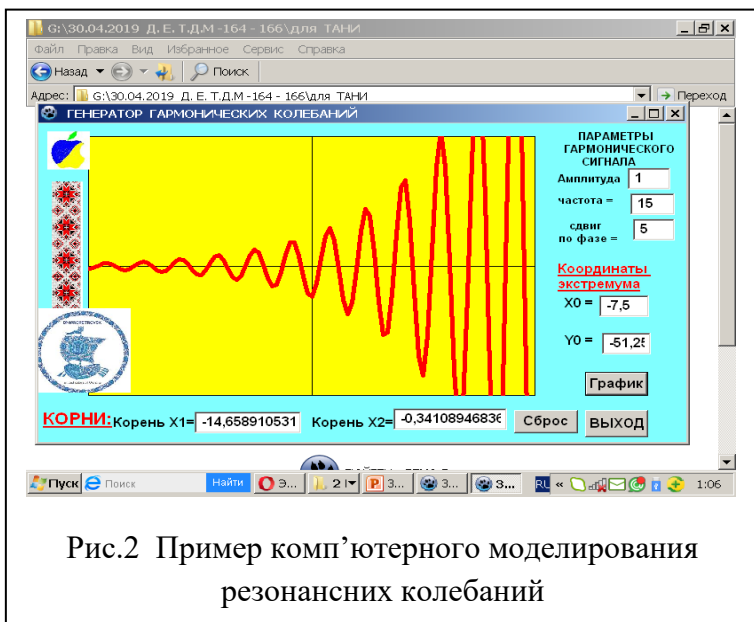 G:\30.04.2019 Д. Е. Т.Д.М -164 - 166\для ТАНИ
Файл Правка Вид Избранное Сервис Справка
Назад Поиск
Адрес: G:\30.04.2019 Д. Е. Т.Д.М -164 - 166\для ТАНИ Переход
ГЕНЕРАТОР ГАРМОНИЧЕСКИХ КОЛЕБАНИЙ
ПАРАМЕТРЫ
ГАРМОНИЧЕСКОГО
СИГНАЛА
Амплитуда 1
частота = 15
сдвиг
по фазе = 5
Координаты
экстремума
X0 = -7,5
Y0 = -51,25
График
КОРНИ: Корень X1= -14,658910531 Корень X2= -0,34108946836 Сброс ВЫХОД
Пуск Поиск Найти Э... 2 P З... З... З... RU « 1:06
Рис.2 Пример комп’ютерного моделирования
резонансних колебаний